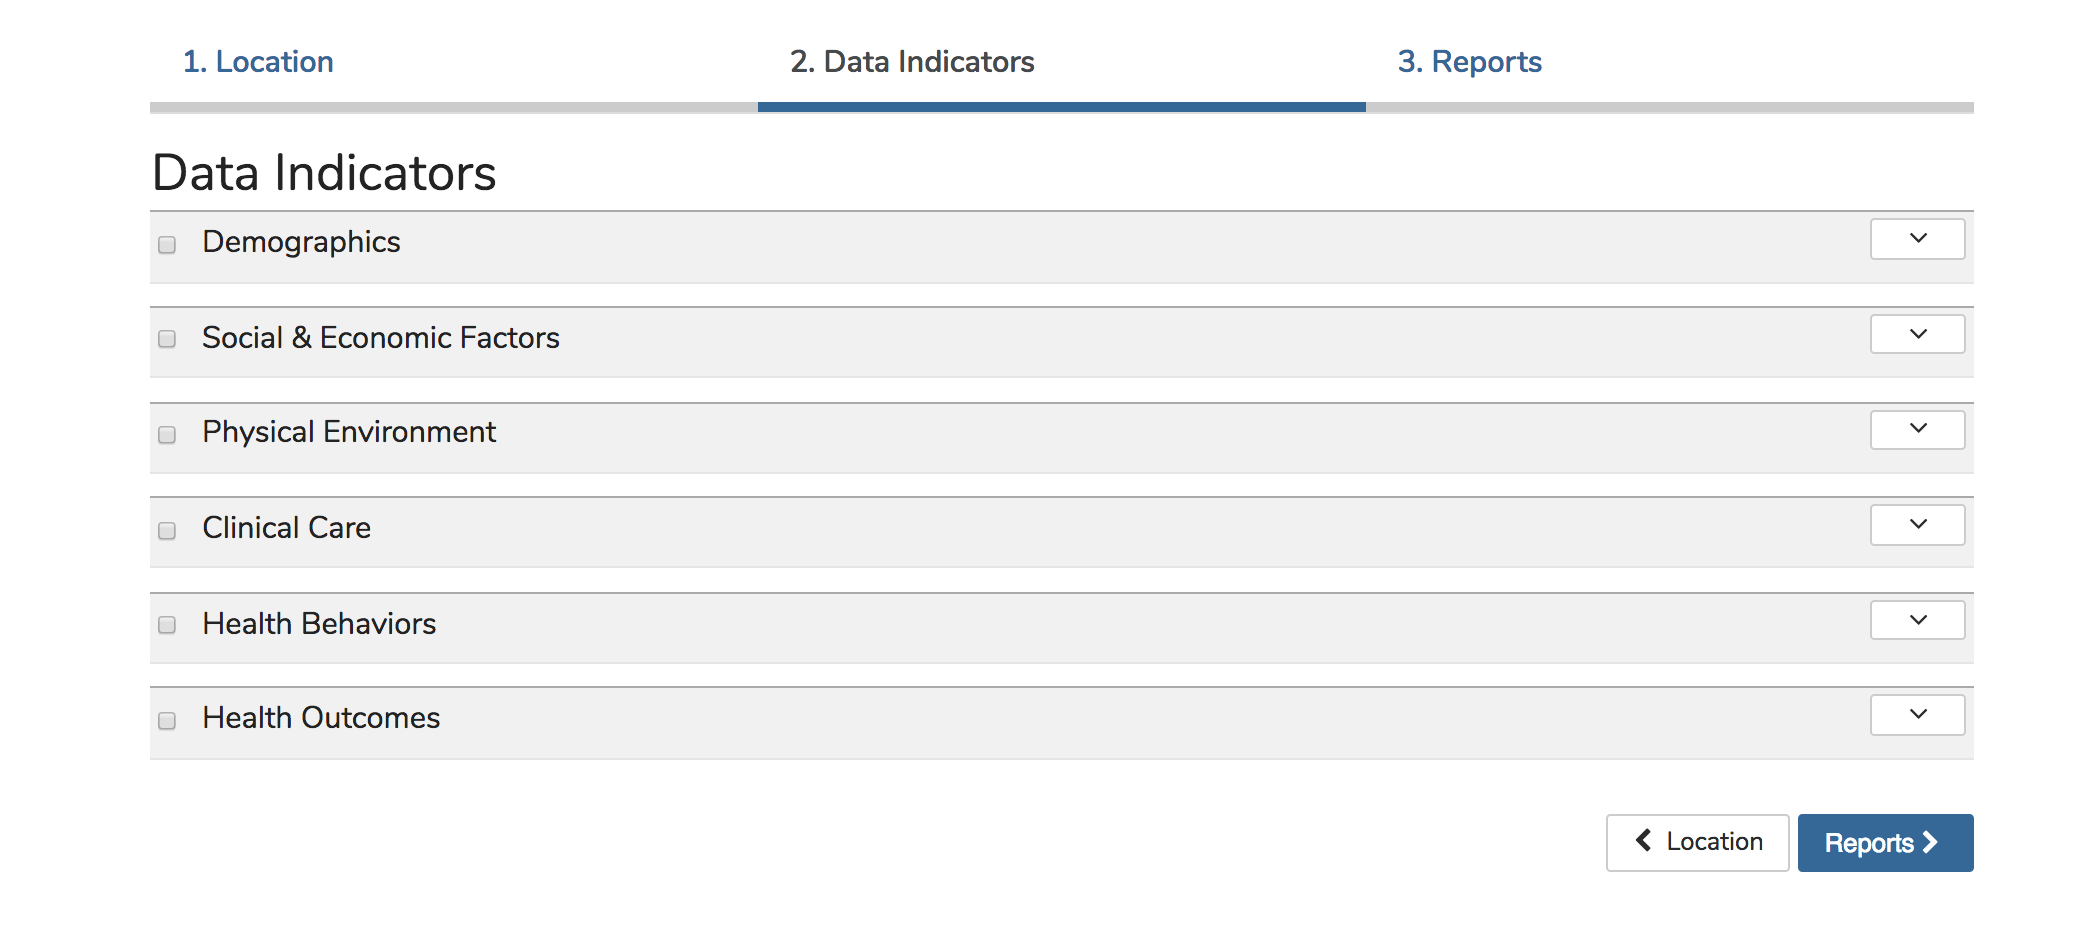 1. Location
2. Data Indicators
3. Reports
Data Indicators
Demographics
Social & Economic Factors
Physical Environment
Clinical Care
Health Behaviors
Health Outcomes
Location
Reports